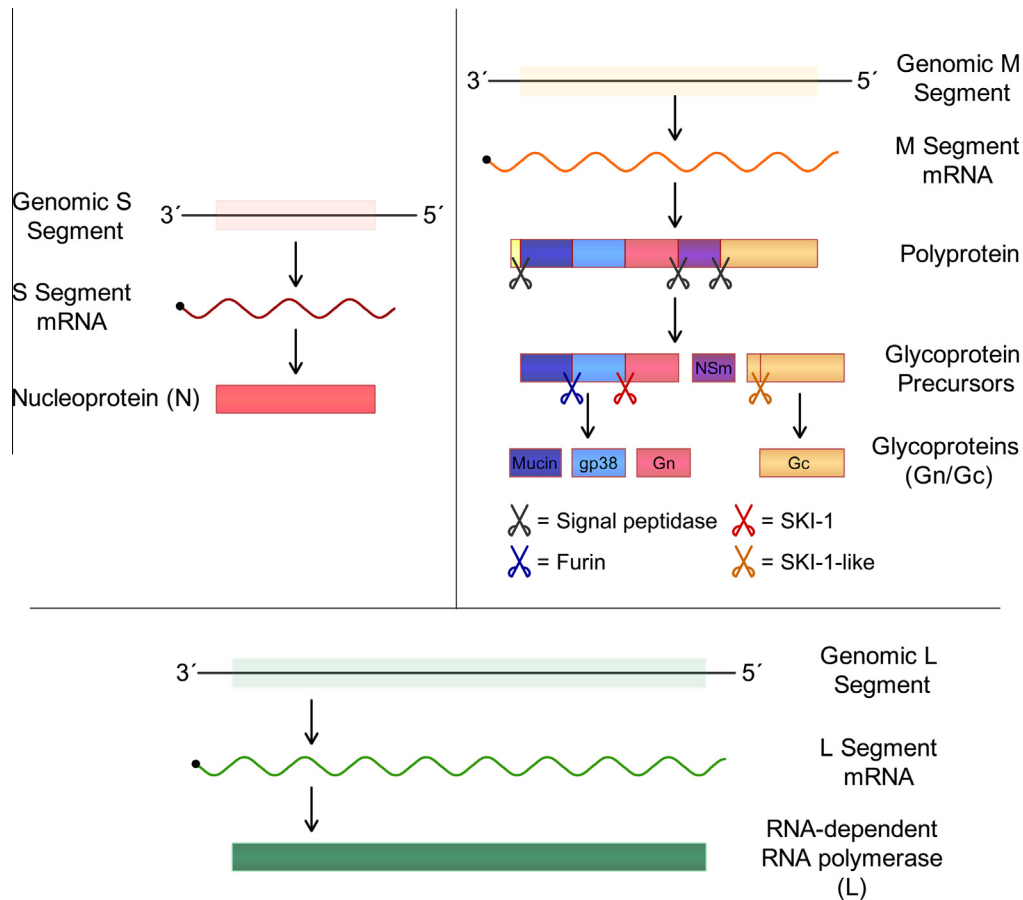 Genomic S
Segment
3´
5´
S Segment
mRNA
Nucleoprotein (N)
3´
5´
Genomic M
Segment
M Segment
mRNA
Polyprotein
NSm
Glycoprotein
Precursors
Mucin
gp38
Gn
Gc
Glycoproteins
(Gn/Gc)
= Signal peptidase
= SKI-1
= Furin
= SKI-1-like
3´
5´
Genomic L
Segment
L Segment
mRNA
RNA-dependent
RNA polymerase
(L)